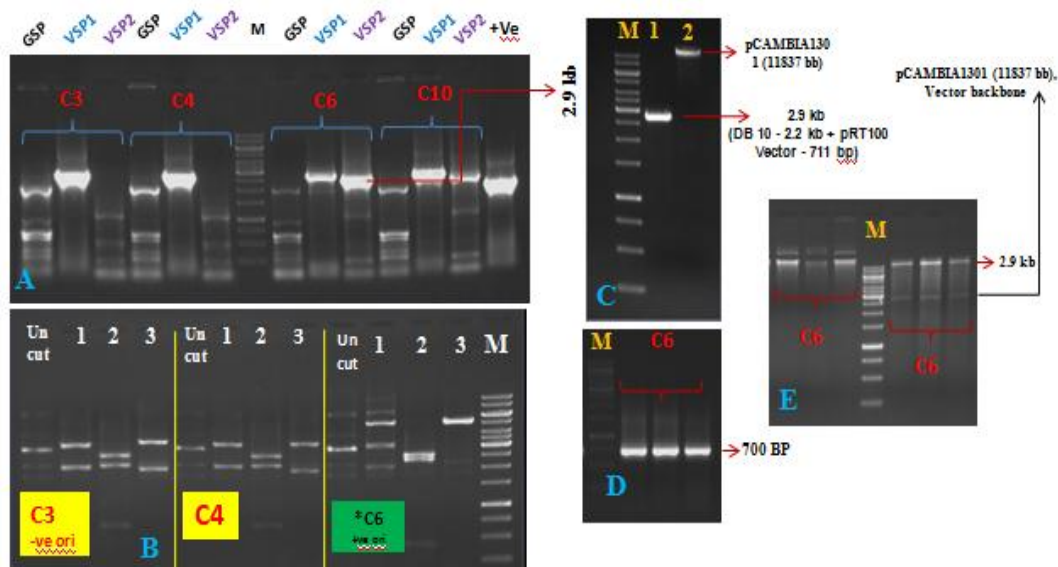 GSP VSP1 VSP2 GSP VSP1 VSP2 M GSP VSP1 VSP2 GSP VSP1 VSP2 +Ve
C3 C4 C6 C10
A
2.9 kb
Un cut 1 2 3 Un cut 1 2 3 Un cut 1 2 3 M
C3
-ve ori
B
C4
*C6
+ve ori
M 1 2
pCAMBIA130
1 (11837 bb)
2.9 kb
(DB 10 - 2.2 kb + pRT100
Vector - 711 bp)
C
M C6
700 BP
D
pCAMBIA1301 (11837 bb),
Vector backbone
M
2.9 kb
C6
C6
E